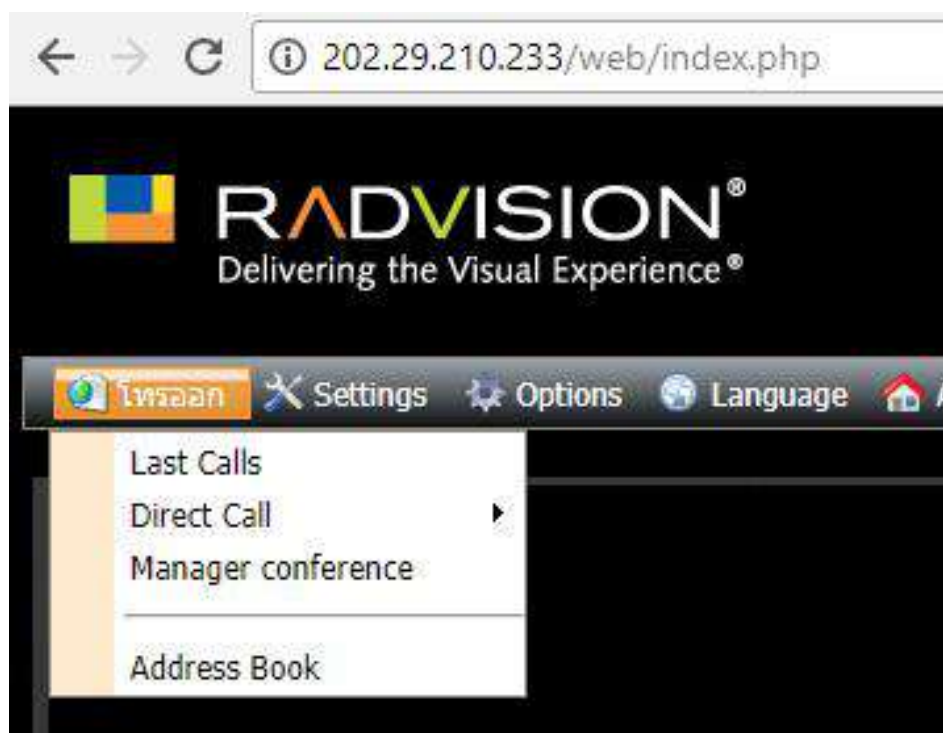 202.29.210.233/web/index.php
RADVISION®
Delivering the Visual Experience®
โทรออก Settings Options Language
Last Calls
Direct Call
Manager conference
Address Book